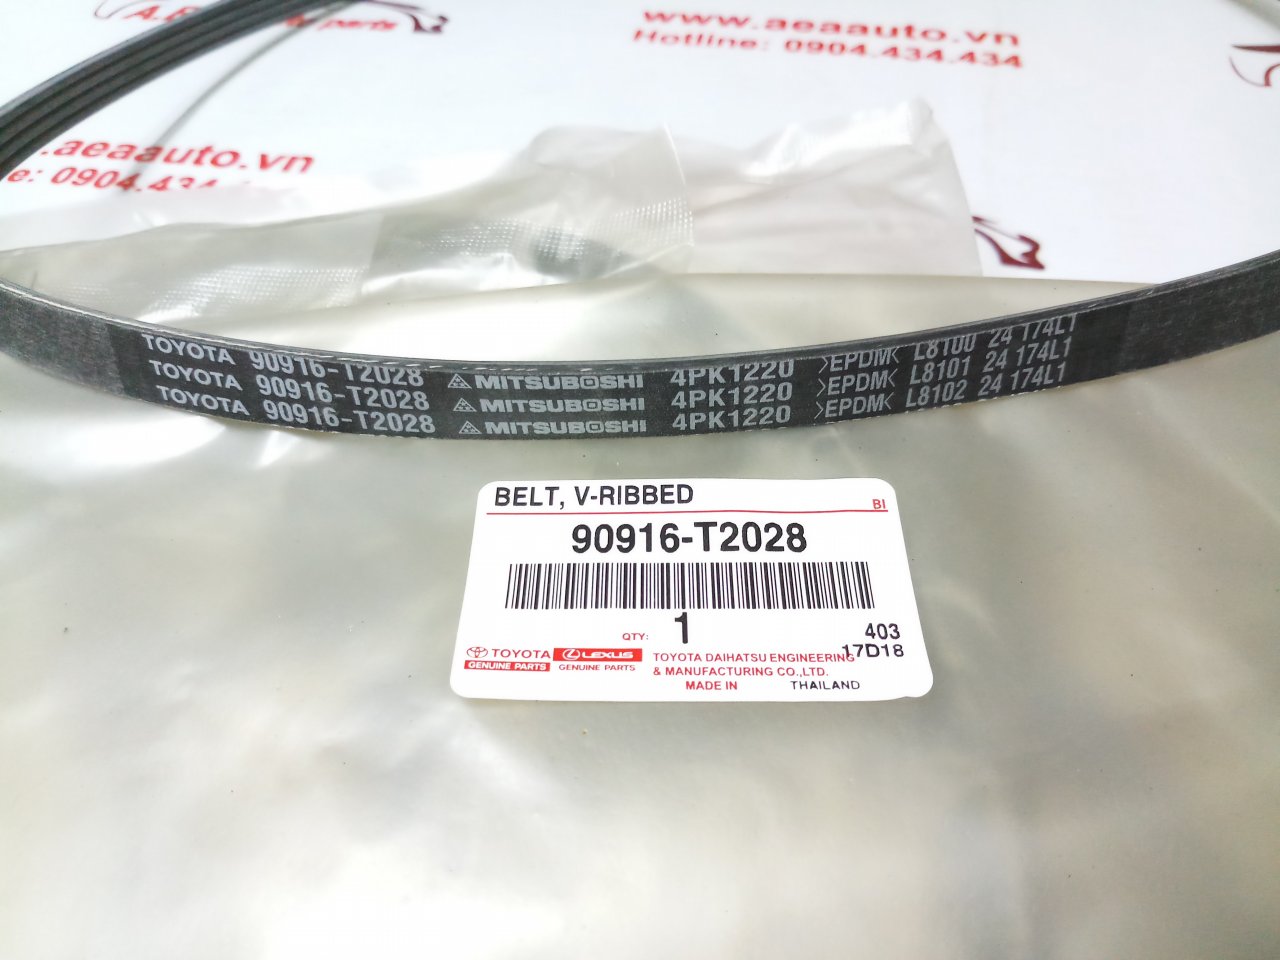 www.aeaauto.vn
Hotline: 0904.434.434
.aeaauto.vn
e: 0904.434
TOYOTA 90916-T2028 MITSUBOSHI 4PK1220 >EPDM< L8100 24 174L1
TOYOTA 90916-T2028 MITSUBOSHI 4PK1220 >EPDM< L8101 24 174L1
TOYOTA 90916-T2028 MITSUBOSHI 4PK1220 >EPDM< L8102 24 174L1
BELT, V-RIBBED
BI
90916-T2028
QTY: 1
403
17D18
TOYOTA
GENUINE PARTS
LEXUS
GENUINE PARTS
TOYOTA DAIHATSU ENGINEERING
& MANUFACTURING CO.,LTD.
MADE IN THAILAND